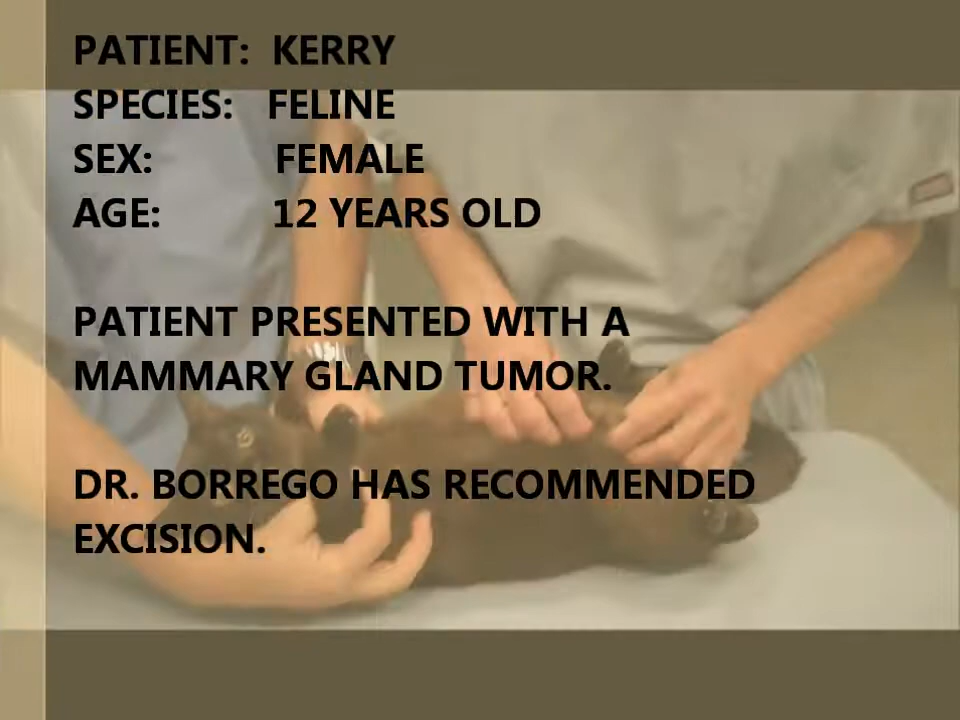 PATIENT: KERRY
SPECIES: FELINE
SEX: FEMALE
AGE: 12 YEARS OLD
PATIENT PRESENTED WITH A
MAMMARY GLAND TUMOR.
DR. BORREGO HAS RECOMMENDED
EXCISION.